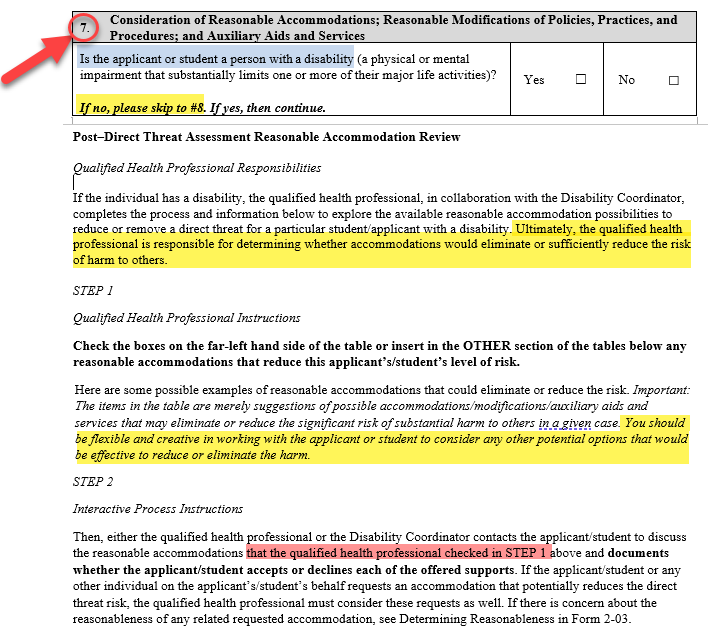 7. Consideration of Reasonable Accommodations; Reasonable Modifications of Policies, Practices, and
Procedures; and Auxiliary Aids and Services
Is the applicant or student a person with a disability (a physical or mental
impairment that substantially limits one or more of their major life activities)?
If no, please skip to #8. If yes, then continue.
Yes ☐ No ☐
Post–Direct Threat Assessment Reasonable Accommodation Review
Qualified Health Professional Responsibilities
If the individual has a disability, the qualified health professional, in collaboration with the Disability Coordinator,
completes the process and information below to explore the available reasonable accommodation possibilities to
reduce or remove a direct threat for a particular student/applicant with a disability. Ultimately, the qualified health
professional is responsible for determining whether accommodations would eliminate or sufficiently reduce the risk
of harm to others.
STEP 1
Qualified Health Professional Instructions
Check the boxes on the far-left hand side of the table or insert in the OTHER section of the tables below any
reasonable accommodations that reduce this applicant's/student's level of risk.
Here are some possible examples of reasonable accommodations that could eliminate or reduce the risk. Important:
The items in the table are merely suggestions of possible accommodations/modifications/auxiliary aids and
services that may eliminate or reduce the significant risk of substantial harm to others in a given case. You should
be flexible and creative in working with the applicant or student to consider any other potential options that would
be effective to reduce or eliminate the harm.
STEP 2
Interactive Process Instructions
Then, either the qualified health professional or the Disability Coordinator contacts the applicant/student to discuss
the reasonable accommodations that the qualified health professional checked in STEP 1 above and documents
whether the applicant/student accepts or declines each of the offered supports. If the applicant/student or any
other individual on the applicant's/student's behalf requests an accommodation that potentially reduces the direct
threat risk, the qualified health professional must consider these requests as well. If there is concern about the
reasonableness of any related requested accommodation, see Determining Reasonableness in Form 2-03.